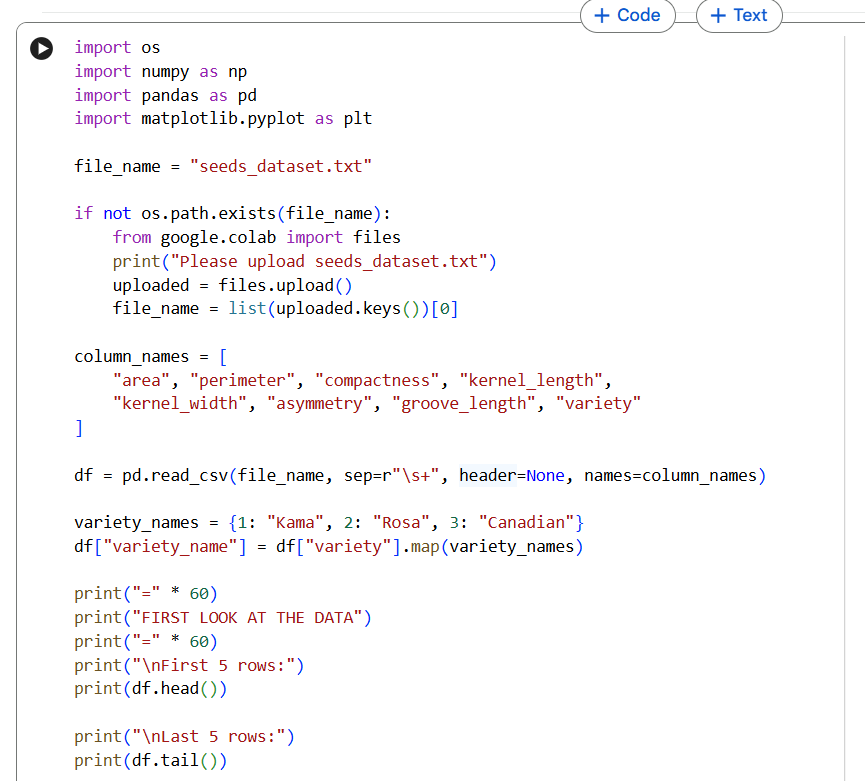 + Code
+ Text
import os
import numpy as np
import pandas as pd
import matplotlib.pyplot as plt
file_name = "seeds_dataset.txt"
if not os.path.exists(file_name):
    from google.colab import files
    print("Please upload seeds_dataset.txt")
    uploaded = files.upload()
    file_name = list(uploaded.keys())[0]
column_names = [
    "area", "perimeter", "compactness", "kernel_length",
    "kernel_width", "asymmetry", "groove_length", "variety"
]
df = pd.read_csv(file_name, sep=r"\s+", header=None, names=column_names)
variety_names = {1: "Kama", 2: "Rosa", 3: "Canadian"}
df["variety_name"] = df["variety"].map(variety_names)
print("=" * 60)
print("FIRST LOOK AT THE DATA")
print("=" * 60)
print("\nFirst 5 rows:")
print(df.head())
print("\nLast 5 rows:")
print(df.tail())